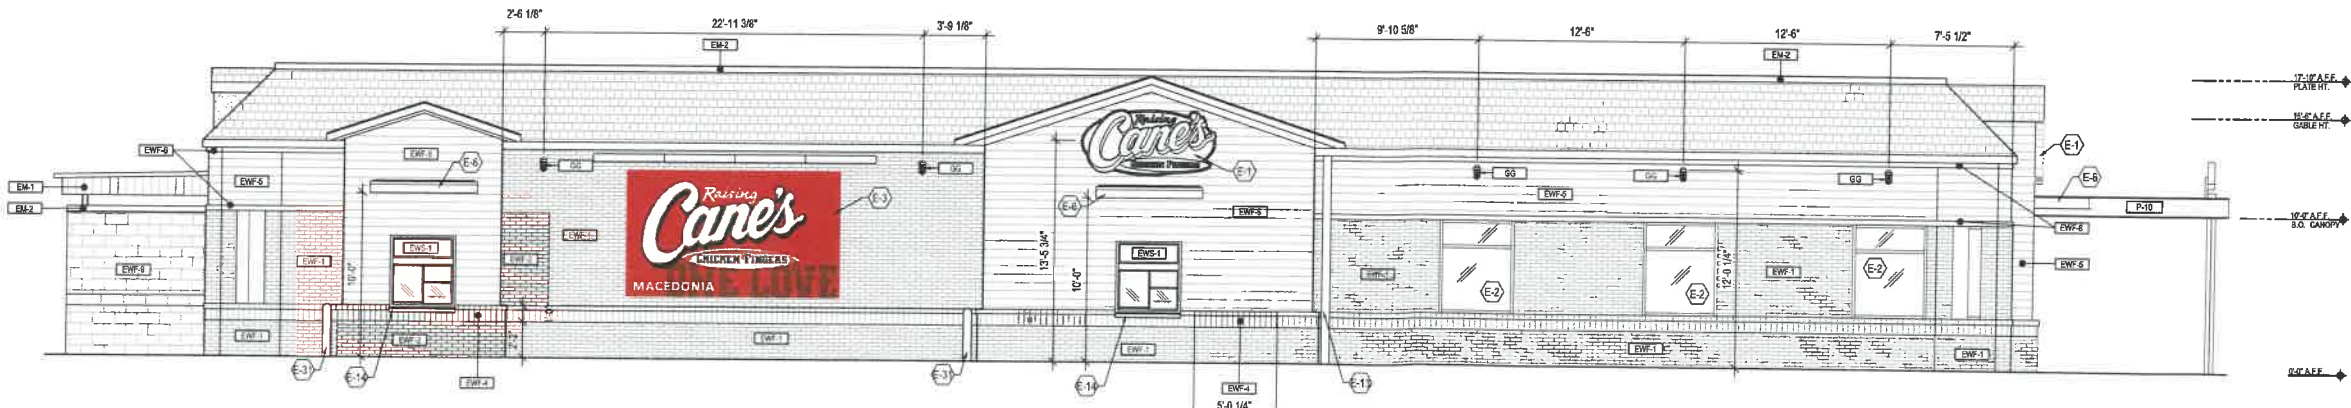 2'-6 1/8"
22'-11 3/8"
3'-9 1/8"
9'-10 5/8"
12'-6"
12'-6"
7'-5 1/2"
EM-2
EM-2
17'-10" A.F.F.
PLATE HT.
GABLE HT.
EWF-6
EWF-5
E-6
GG
GG
Raising
Cane's
E-1
GG
GG
GG
E-1
EM-1
EM-2
EWF-5
Raising
Cane's
CHICKEN FINGERS
ONE LOVE
MACEDONIA
E-3
E-6
EWF-5
EWF-5
E-6
P-10
10'-0" A.F.F.
B.O. CANOPY
EWF-6
EWF-9
EWF-1
10'-0"
EWS-1
13'-5 3/4"
10'-0"
EWS-1
E-2
E-2
12'-0 1/4"
EWF-1
E-2
EWF-5
EWF-1
EWF-1
EWF-1
EWF-1
EWF-1
E-14
EWF-4
E-14
EWF-4
E-13
5'-0 1/4"
0'-0" A.F.F.